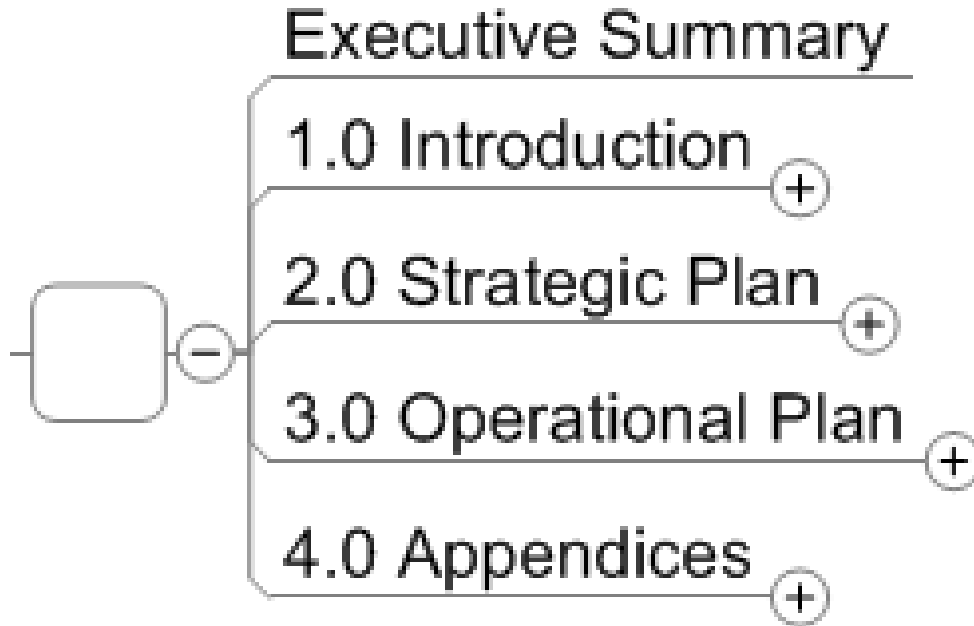 Executive Summary
1.0 Introduction
2.0 Strategic Plan
3.0 Operational Plan
4.0 Appendices